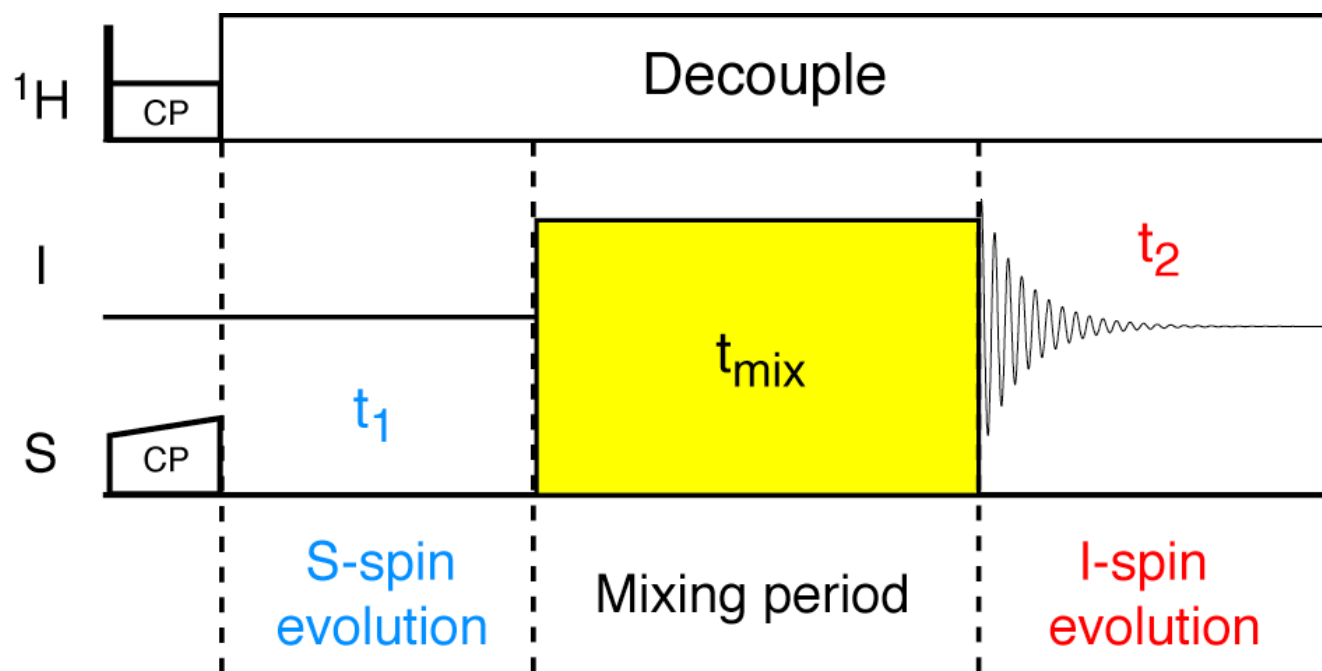 ¹H
CP
Decouple
I
t₂
t_mix
t₁
S
CP
S-spin
evolution
Mixing period
I-spin
evolution